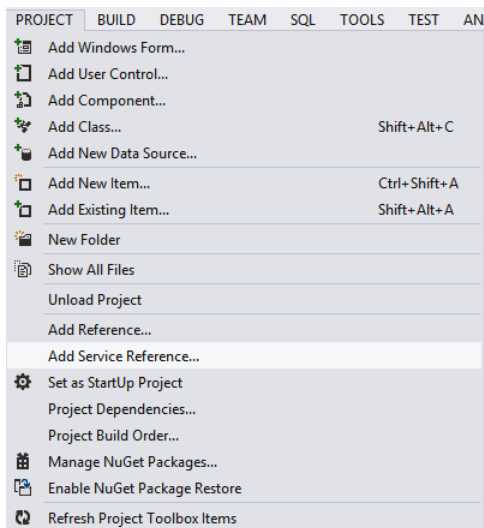 PROJECT BUILD DEBUG TEAM SQL TOOLS TEST AN
Add Windows Form...
Add User Control...
Add Component...
Add Class... Shift+Alt+C
Add New Data Source...
Add New Item... Ctrl+Shift+A
Add Existing Item... Shift+Alt+A
New Folder
Show All Files
Unload Project
Add Reference...
Add Service Reference...
Set as StartUp Project
Project Dependencies...
Project Build Order...
Manage NuGet Packages...
Enable NuGet Package Restore
Refresh Project Toolbox Items